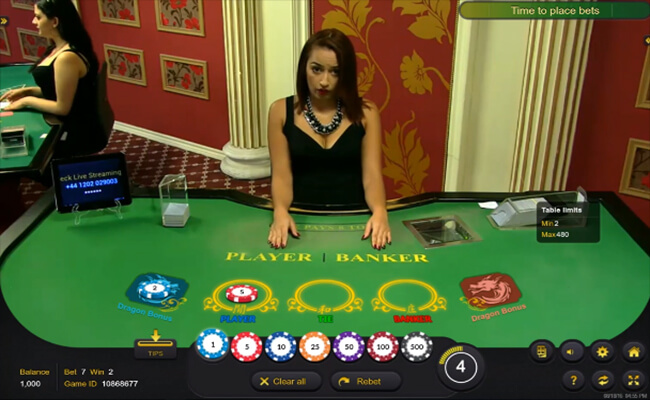 Time to place bets
eck Live Streaming
+44 1202 029003
******
Table limits
Min 2
Max 480
PLAYER | BANKER
2
5
Dragon Bonus
PLAYER
TIE
BANKER
Dragon Bonus
TIPS
1
5
10
25
50
100
500
4
Balance
1,000
Bet 7 Win 2
Game ID 10868677
Clear all
Rebet
?